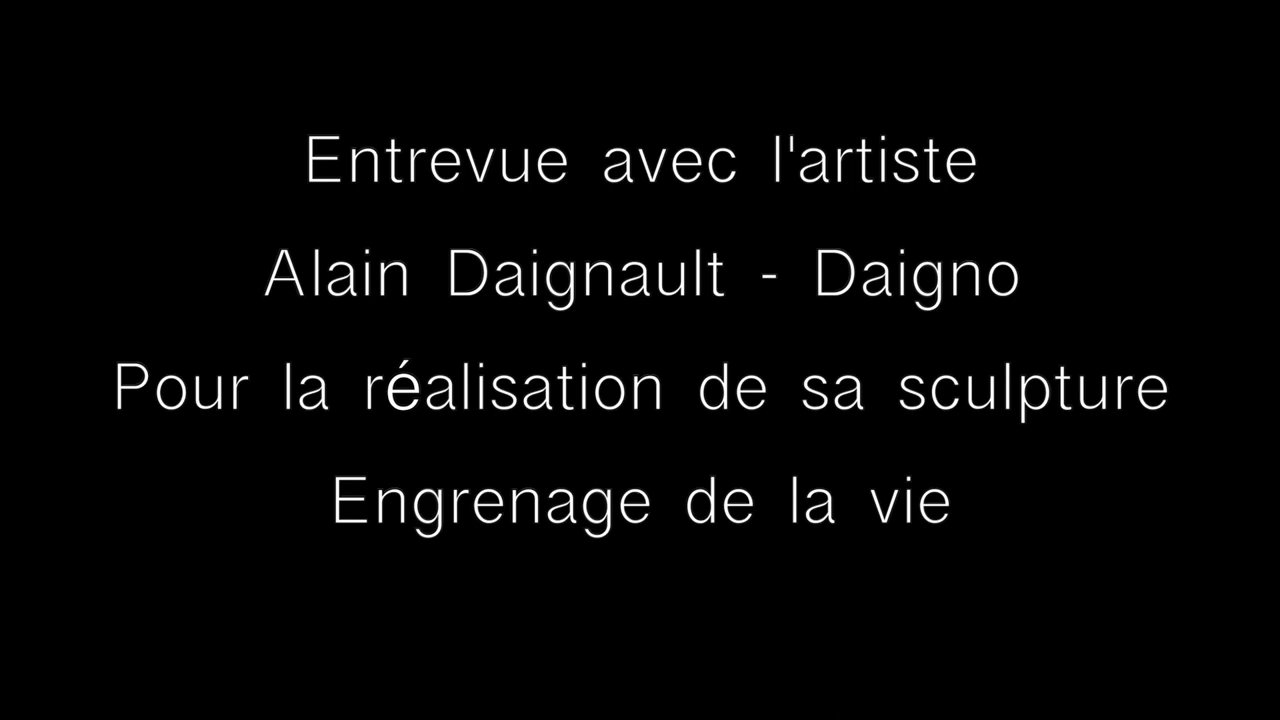 Entrevue avec l'artiste
Alain Daignault - Daigno
Pour la réalisation de sa sculpture
Engrenage de la vie